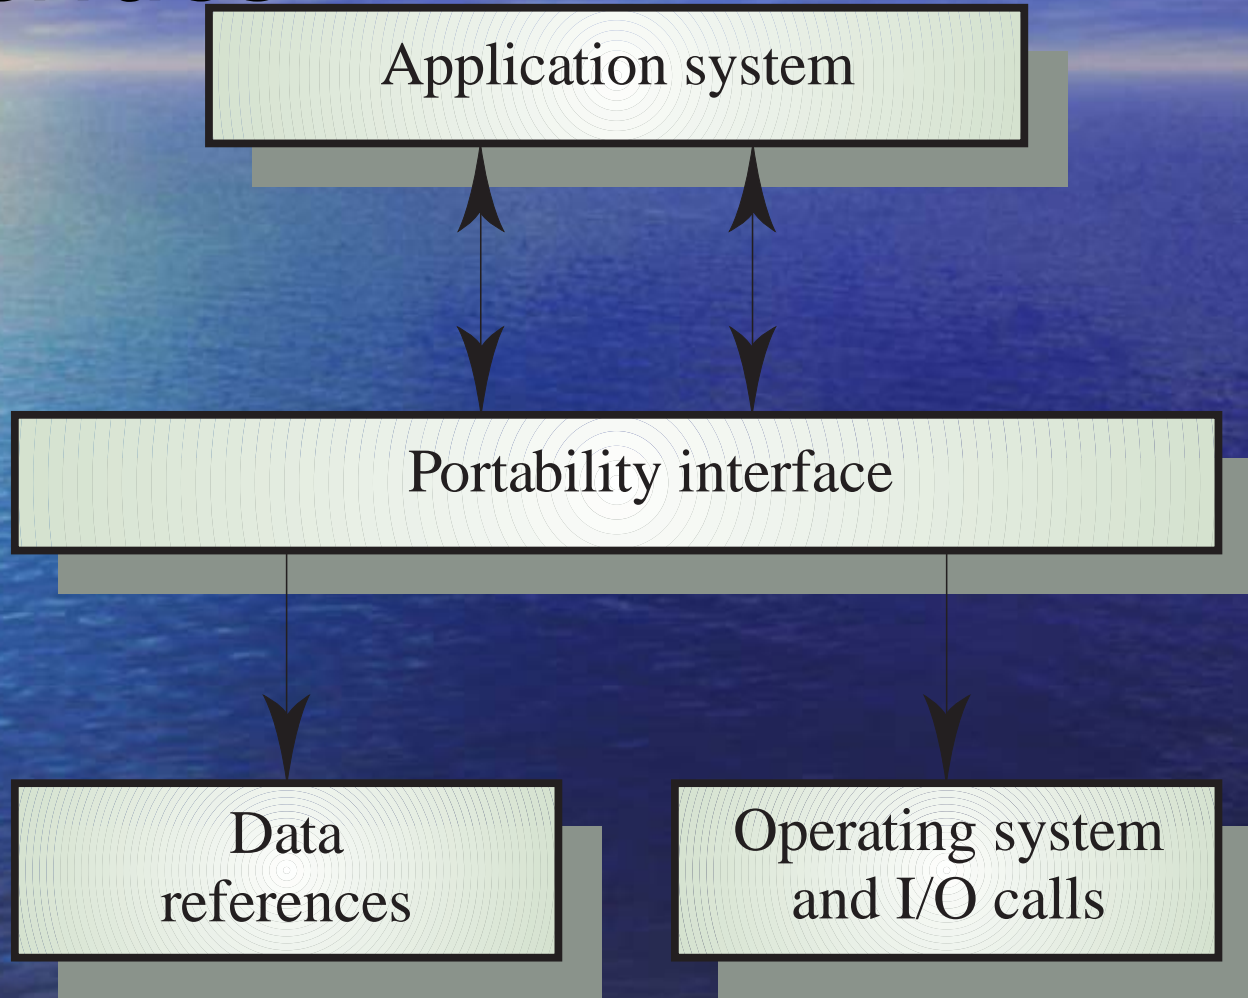 Application system
Portability interface
Data
references
Operating system
and I/O calls